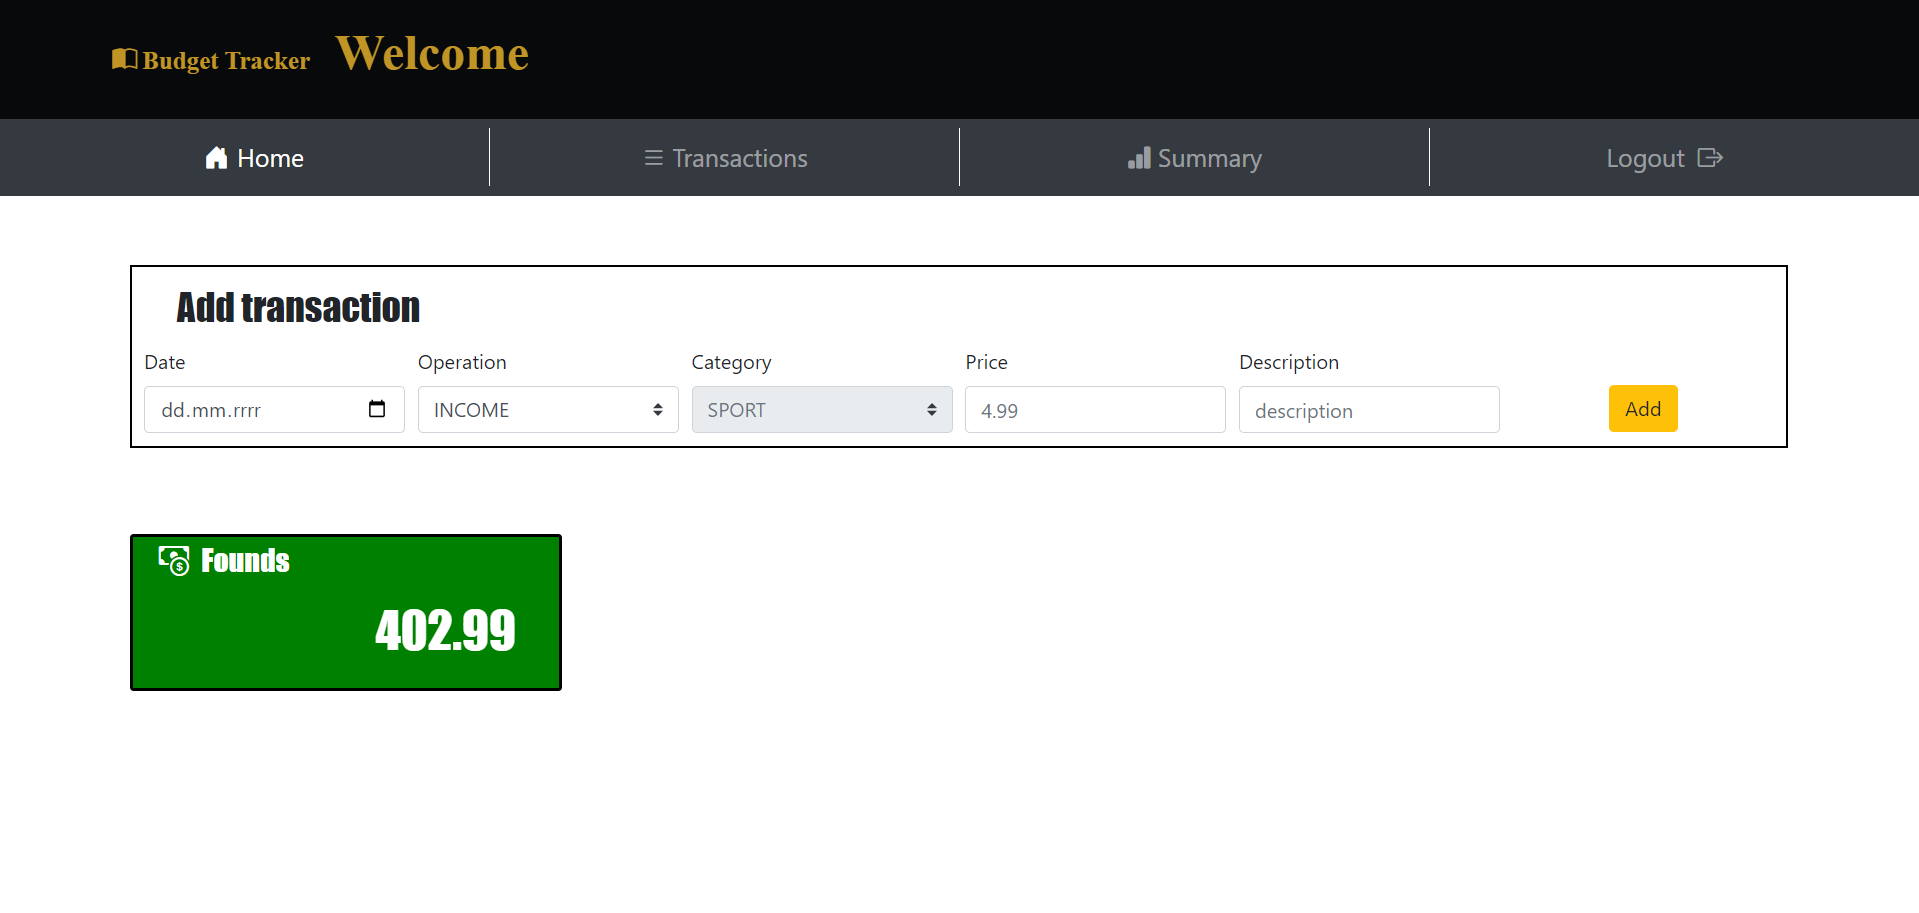 Budget Tracker Welcome
Home Transactions Summary Logout
Add transaction
Date Operation Category Price Description
dd.mm.rrrr INCOME SPORT 4.99 description Add
Founds
402.99